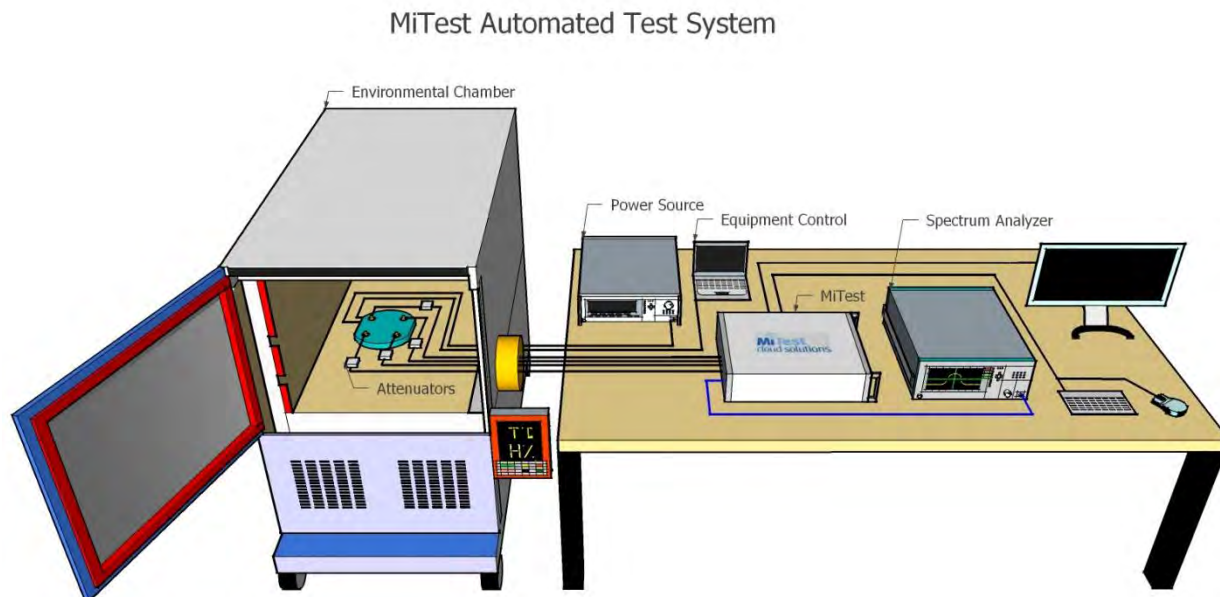 MiTest Automated Test System
Environmental Chamber
Power Source
Equipment Control
Spectrum Analyzer
MiTest
MiTest
cloud solutions
Attenuators
T°C
H%